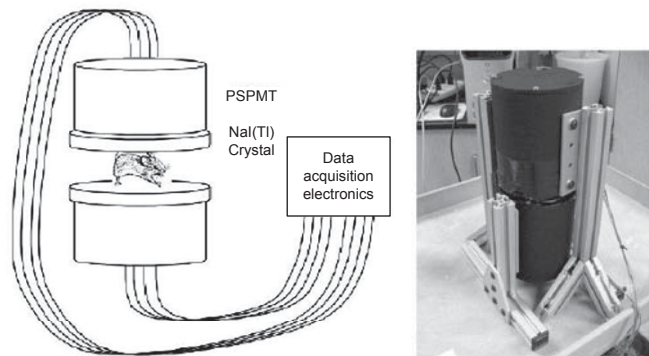 PSPMT
NaI(Tl)
Crystal
Data
acquisition
electronics